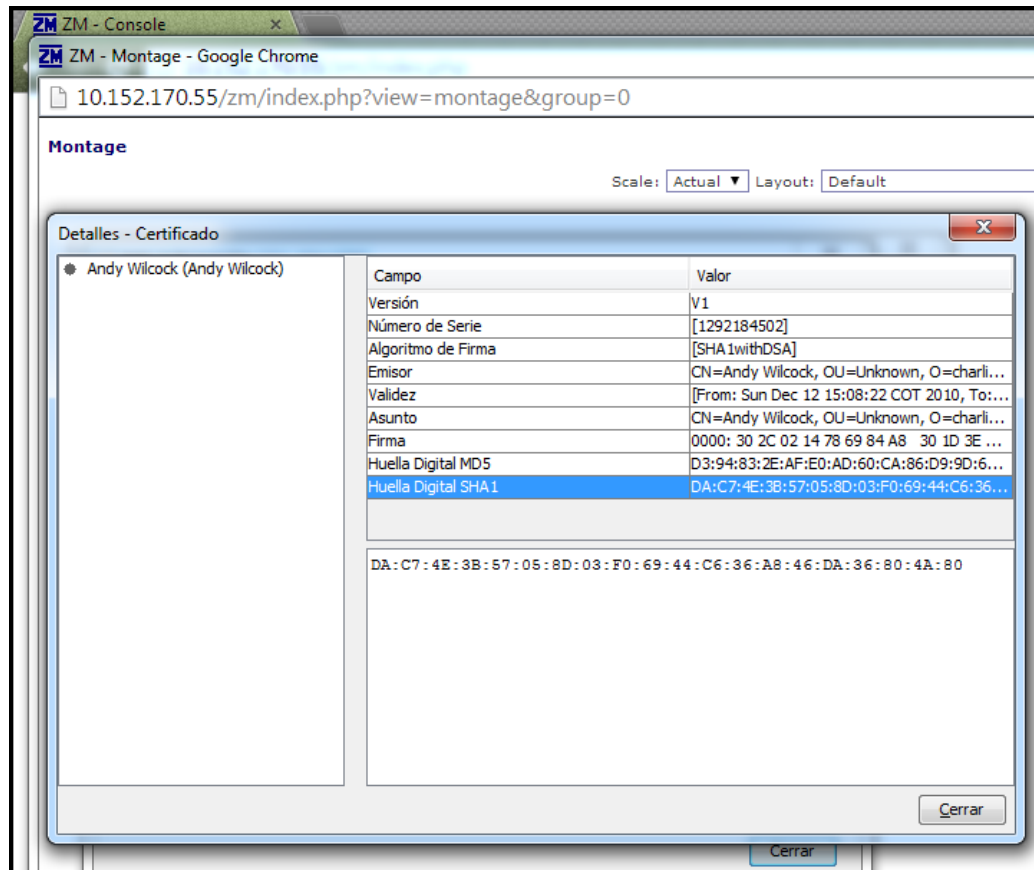 ZM ZM - Console ×
ZM ZM - Montage - Google Chrome
10.152.170.55/zm/index.php?view=montage&group=0
Montage
Scale: Actual ▼ Layout: Default
Detalles - Certificado
Andy Wilcock (Andy Wilcock)
Campo Valor
Versión V1
Número de Serie [1292184502]
Algoritmo de Firma [SHA1withDSA]
Emisor CN=Andy Wilcock, OU=Unknown, O=charli...
Validez [From: Sun Dec 12 15:08:22 COT 2010, To:...
Asunto CN=Andy Wilcock, OU=Unknown, O=charli...
Firma 0000: 30 2C 02 14 78 69 84 A8 30 1D 3E ...
Huella Digital MD5 D3:94:83:2E:AF:E0:AD:60:CA:86:D9:9D:6...
Huella Digital SHA1 DA:C7:4E:3B:57:05:8D:03:F0:69:44:C6:36...
DA:C7:4E:3B:57:05:8D:03:F0:69:44:C6:36:A8:46:DA:36:80:4A:80
Cerrar
Cerrar